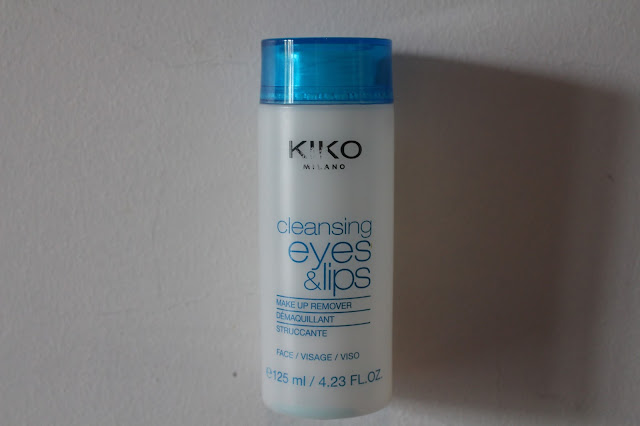 KIKO
MILANO
cleansing
eyes
&lips
MAKE UP REMOVER
DÉMAQUILLANT
STRUCCANTE
FACE / VISAGE / VISO
℮125 ml / 4.23 FL.OZ.